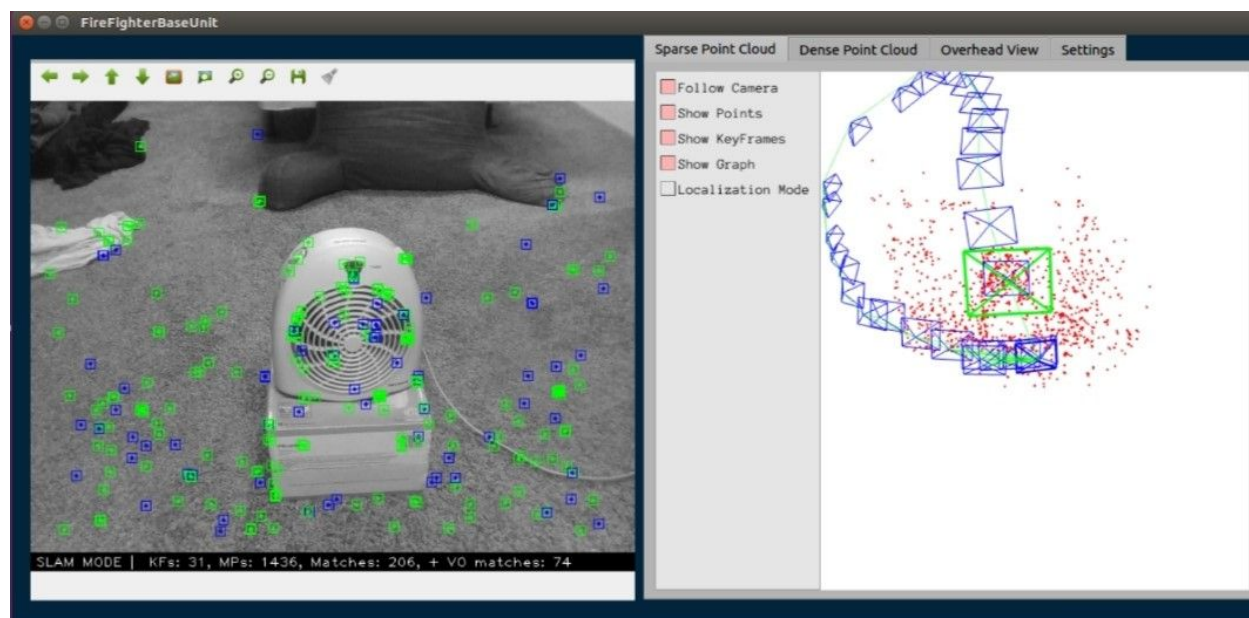 FireFighterBaseUnit
Sparse Point Cloud
Dense Point Cloud
Overhead View
Settings
Follow Camera
Show Points
Show KeyFrames
Show Graph
Localization Mode
SLAM MODE | KFs: 31, MPs: 1436, Matches: 206, + VO matches: 74